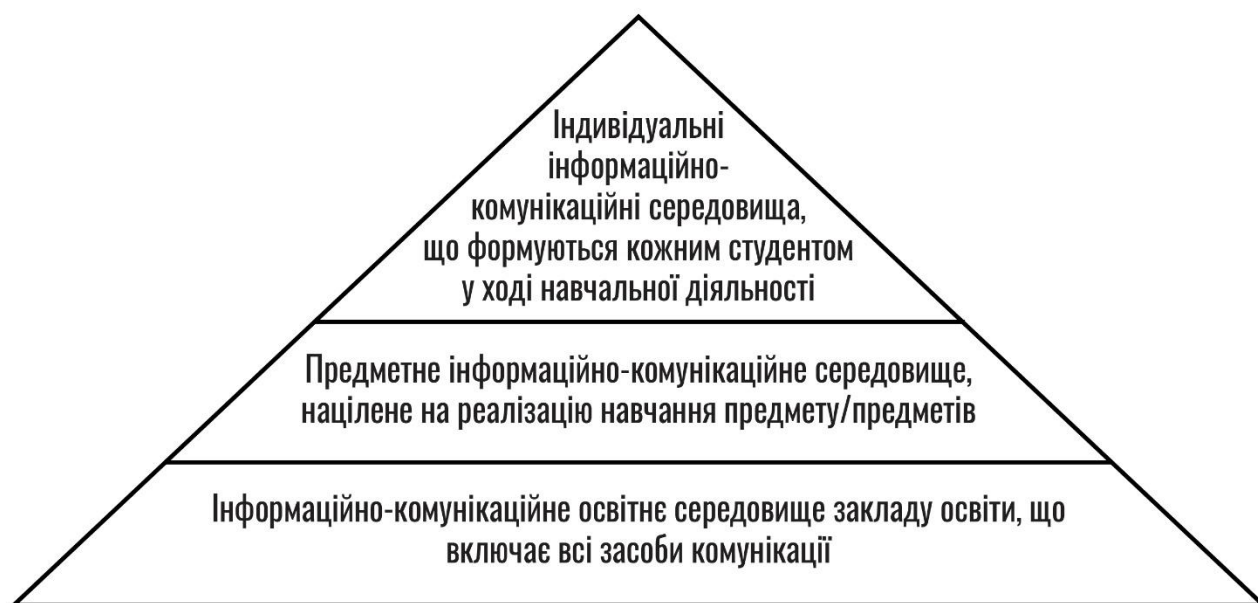 Індивідуальні
інформаційно-
комунікаційні середовища,
що формуються кожним студентом
у ході навчальної діяльності
Предметне інформаційно-комунікаційне середовище,
націлене на реалізацію навчання предмету/предметів
Інформаційно-комунікаційне освітнє середовище закладу освіти, що
включає всі засоби комунікації